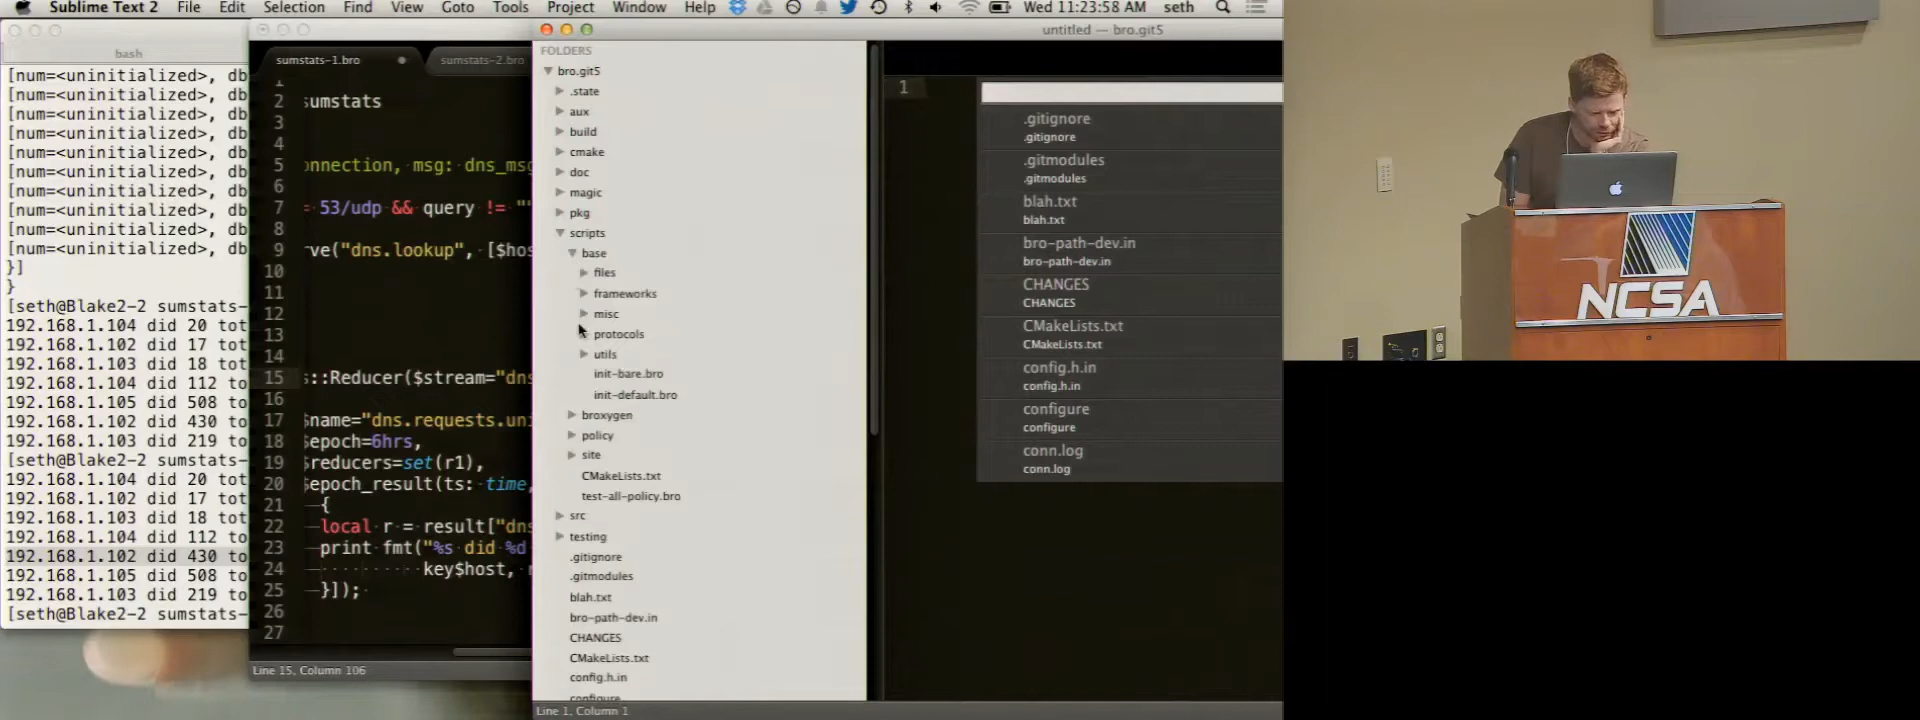 Sublime Text 2 File Edit Selection Find View Goto Tools Project Window Help Wed 11:23:58 AM seth
bash
[num=<uninitialized>, db
[num=<uninitialized>, db
[num=<uninitialized>, db
[num=<uninitialized>, db
[num=<uninitialized>, db
[num=<uninitialized>, db
[num=<uninitialized>, db
[num=<uninitialized>, db
[num=<uninitialized>, db
[num=<uninitialized>, db
}]
}
[seth@Blake2-2 sumstats-
192.168.1.104 did 20 tot
192.168.1.102 did 17 tot
192.168.1.103 did 18 tot
192.168.1.104 did 112 to
192.168.1.105 did 508 to
192.168.1.102 did 430 to
192.168.1.103 did 219 to
[seth@Blake2-2 sumstats-
192.168.1.104 did 20 tot
192.168.1.102 did 17 tot
192.168.1.103 did 18 tot
192.168.1.104 did 112 to
192.168.1.102 did 430 to
192.168.1.105 did 508 to
192.168.1.103 did 219 to
[seth@Blake2-2 sumstats-
sumstats-1.bro sumstats-2.bro
1
2 sumstats
3
4
5 onnection, msg: dns_msg
6
7 = 53/udp && query != ""
8
9 rve("dns.lookup", [$hos
10
11
12
13
14
15 s::Reducer($stream="dns
16
17 $name="dns.requests.uni
18 $epoch=6hrs,
19 $reducers=set(r1),
20 $epoch_result(ts: time,
21 {
22 local r = result["dns
23 print fmt("%s did %d
24 key$host, r
25 }]);
26
27
Line 15, Column 106
untitled — bro.git5
FOLDERS
bro.git5
.state
aux
build
cmake
doc
magic
pkg
scripts
base
files
frameworks
misc
protocols
utils
init-bare.bro
init-default.bro
broxygen
policy
site
CMakeLists.txt
test-all-policy.bro
src
testing
.gitignore
.gitmodules
blah.txt
bro-path-dev.in
CHANGES
CMakeLists.txt
config.h.in
configure
Line 1, Column 1
1
.gitignore
.gitignore
.gitmodules
.gitmodules
blah.txt
blah.txt
bro-path-dev.in
bro-path-dev.in
CHANGES
CHANGES
CMakeLists.txt
CMakeLists.txt
config.h.in
config.h.in
configure
configure
conn.log
conn.log
NCSA